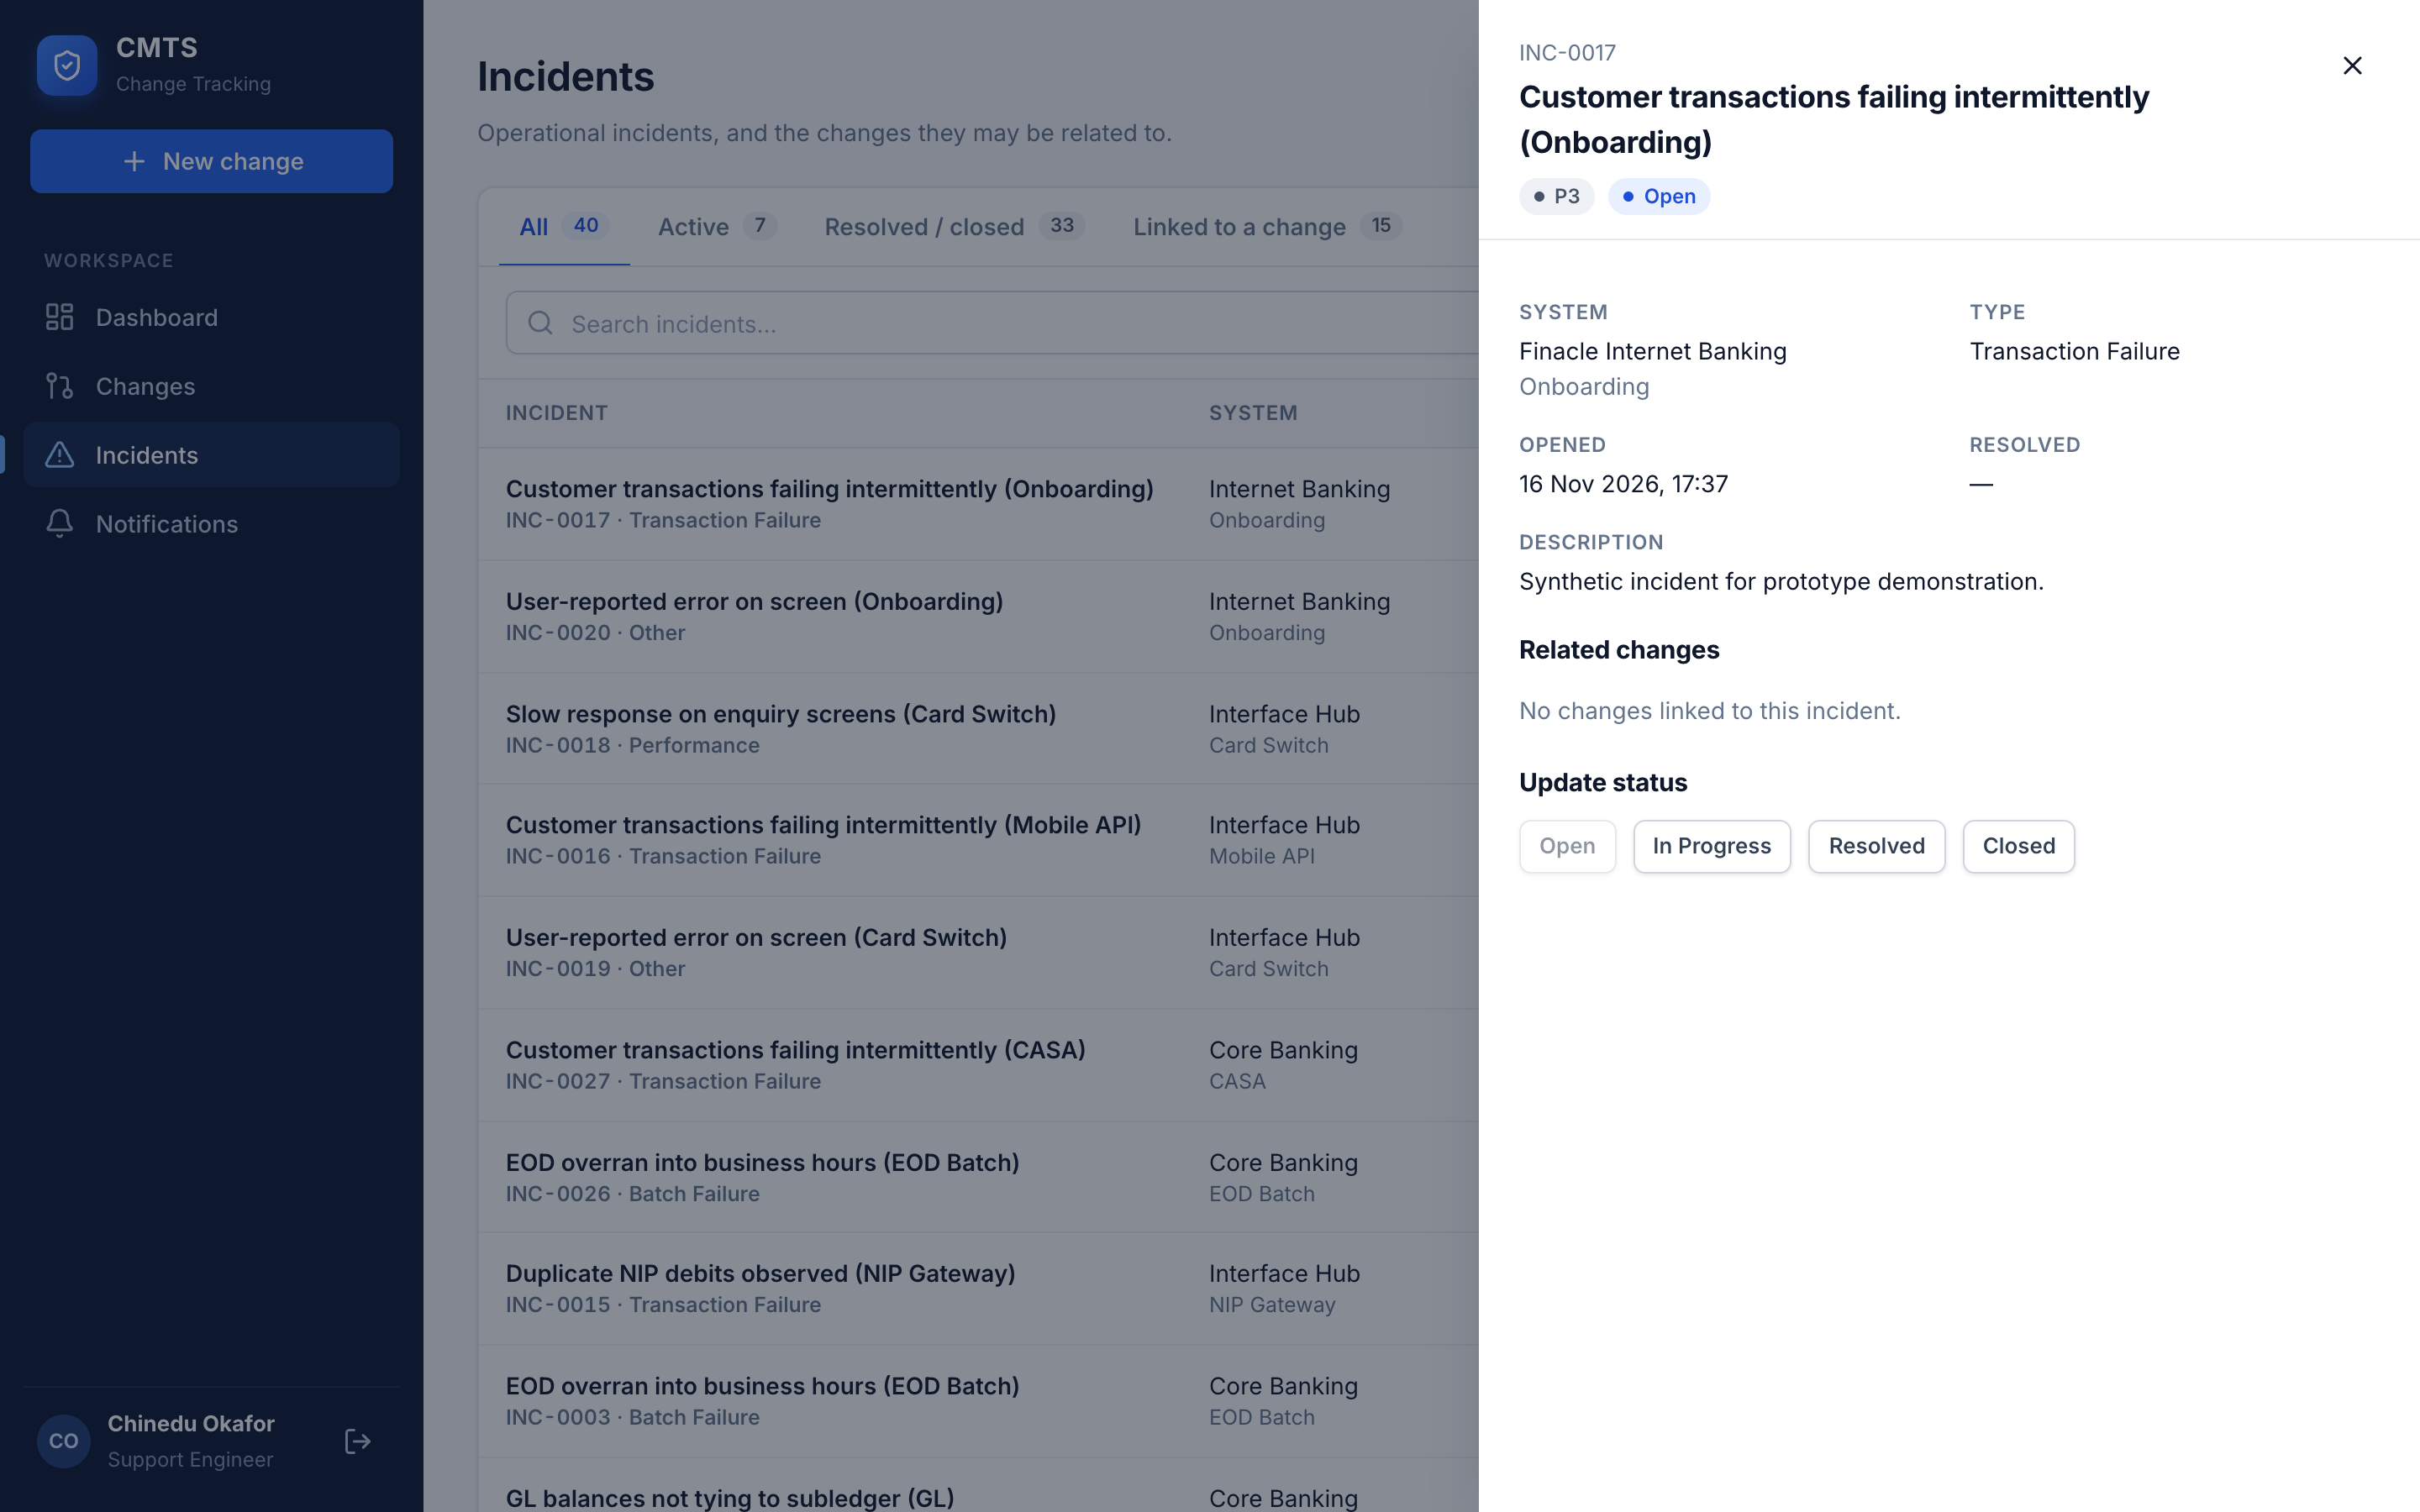 CMTS
Change Tracking
New change
WORKSPACE
Dashboard
Changes
Incidents
Notifications
CO
Chinedu Okafor
Support Engineer
Incidents
Operational incidents, and the changes they may be related to.
All 40 Active 7 Resolved / closed 33 Linked to a change 15
Search incidents...
INCIDENT SYSTEM
Customer transactions failing intermittently (Onboarding) Internet Banking
INC-0017 · Transaction Failure Onboarding
User-reported error on screen (Onboarding) Internet Banking
INC-0020 · Other Onboarding
Slow response on enquiry screens (Card Switch) Interface Hub
INC-0018 · Performance Card Switch
Customer transactions failing intermittently (Mobile API) Interface Hub
INC-0016 · Transaction Failure Mobile API
User-reported error on screen (Card Switch) Interface Hub
INC-0019 · Other Card Switch
Customer transactions failing intermittently (CASA) Core Banking
INC-0027 · Transaction Failure CASA
EOD overran into business hours (EOD Batch) Core Banking
INC-0026 · Batch Failure EOD Batch
Duplicate NIP debits observed (NIP Gateway) Interface Hub
INC-0015 · Transaction Failure NIP Gateway
EOD overran into business hours (EOD Batch) Core Banking
INC-0003 · Batch Failure EOD Batch
GL balances not tying to subledger (GL) Core Banking
INC-0017
Customer transactions failing intermittently
(Onboarding)
P3 Open
SYSTEM TYPE
Finacle Internet Banking Transaction Failure
Onboarding
OPENED RESOLVED
16 Nov 2026, 17:37 —
DESCRIPTION
Synthetic incident for prototype demonstration.
Related changes
No changes linked to this incident.
Update status
Open In Progress Resolved Closed